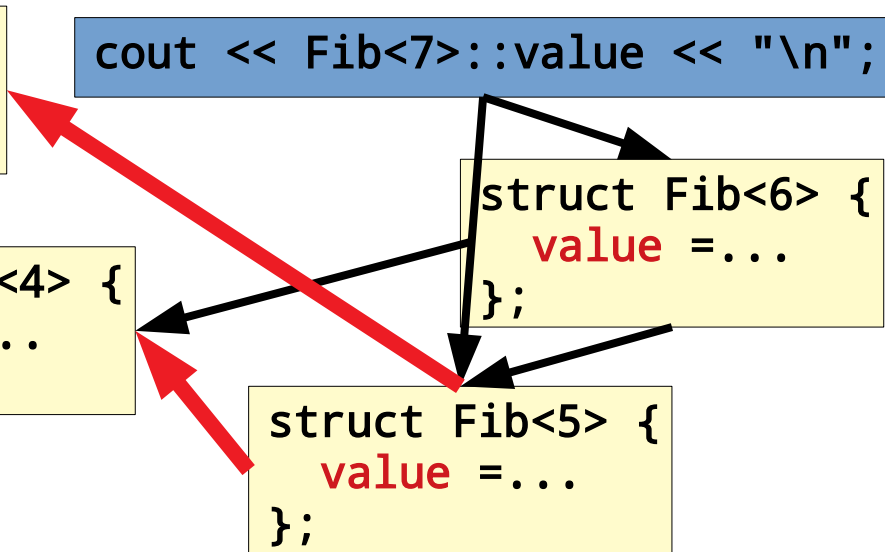 cout << Fib<7>::value << "\n";
struct Fib<6> {
value =...
};
<4> {
..
struct Fib<5> {
value =...
};